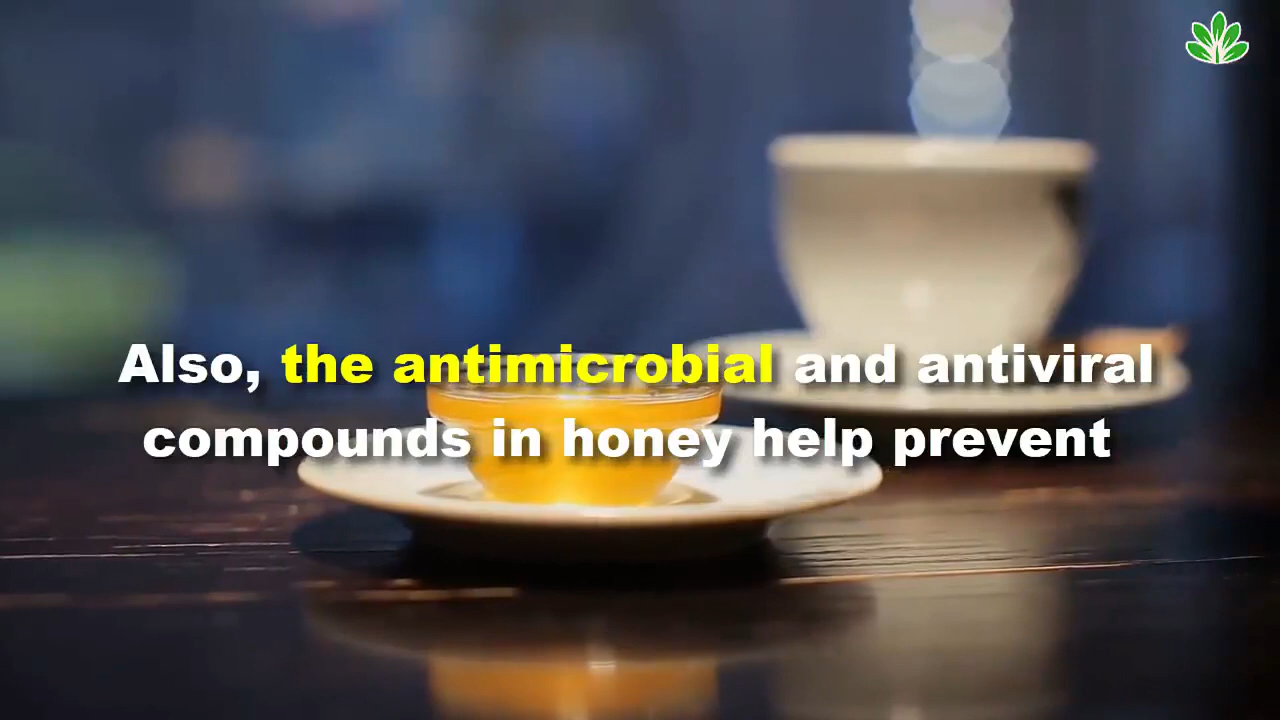 Also, the antimicrobial and antiviral
compounds in honey help prevent